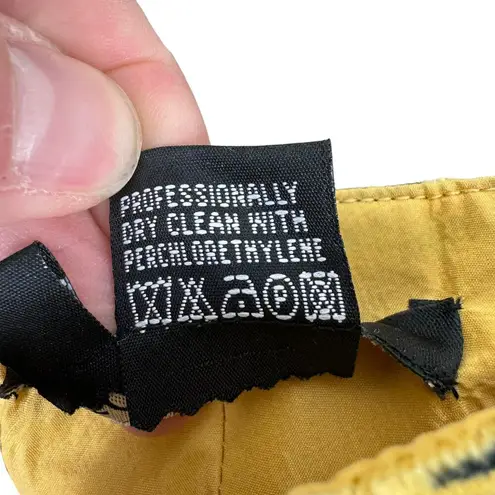 PROFESSIONALLY
DRY CLEAN WITH
PERCHLORETHYLENE
P